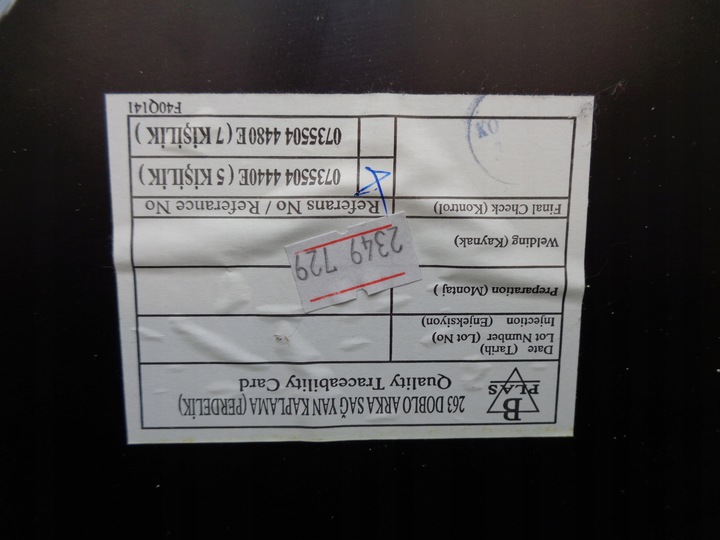 B
PLAS
263 DOBLO ARKA SAĞ YAN KAPLAMA (PERDELİK)
Quality Traceability Card
Date (Tarih)
Lot Number (Lot No)
Injection (Enjeksiyon)
Preparation (Montaj )
Welding (Kaynak)
2349 729
Final Check (Kontrol)
Referans No / Referance No
0735504 4440E ( 5 KİŞİLİK )
0735504 4480E ( 7 KİŞİLİK )
KO
F40Q141